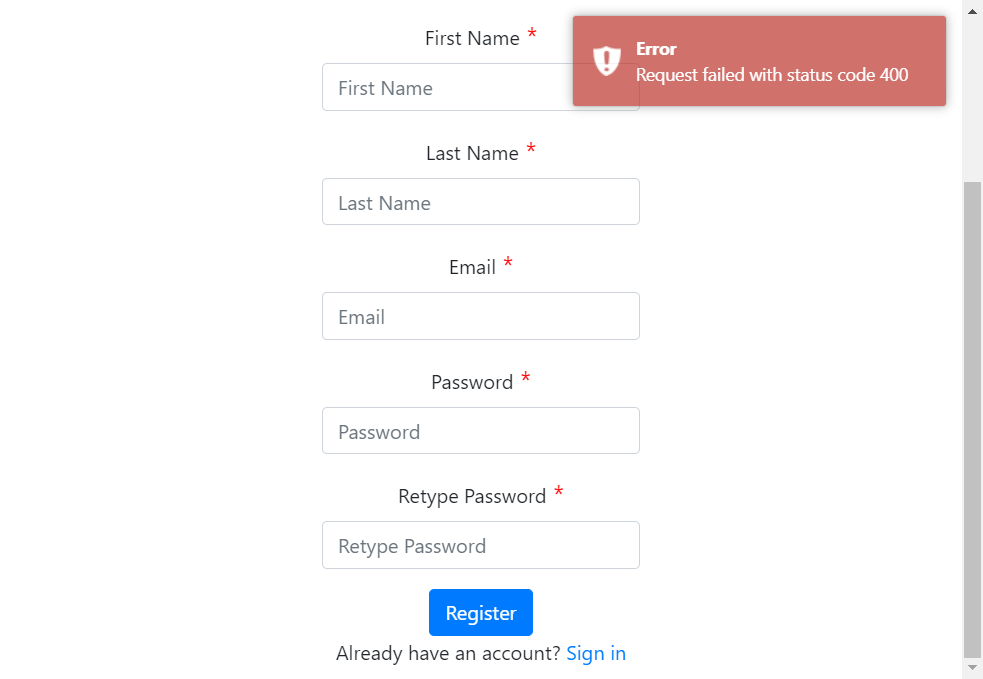 First Name *
Error
Request failed with status code 400
First Name
Last Name *
Last Name
Email *
Email
Password *
Password
Retype Password *
Retype Password
Register
Already have an account? Sign in